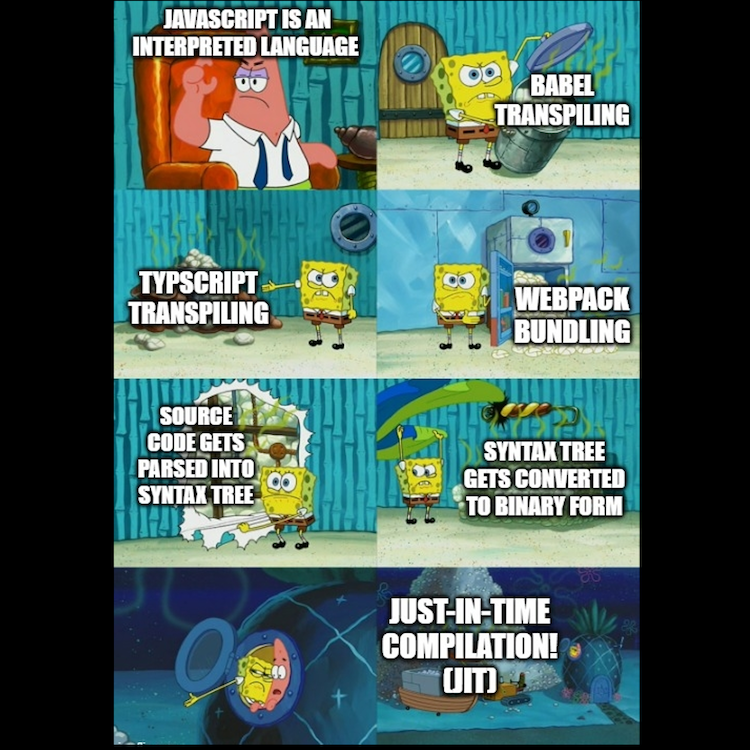 JAVASCRIPT IS AN
INTERPRETED LANGUAGE
BABEL
TRANSPILING
TYPSCRIPT
TRANSPILING
WEBPACK
BUNDLING
SOURCE
CODE GETS
PARSED INTO
SYNTAX TREE
SYNTAX TREE
GETS CONVERTED
TO BINARY FORM
JUST-IN-TIME
COMPILATION!
(JIT)